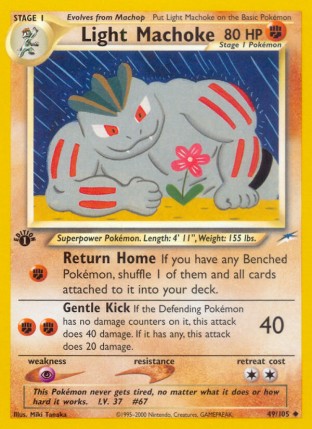 STAGE 1 Evolves from Machop Put Light Machoke on the Basic Pokémon
Light Machoke 80 HP
Stage 1 Pokémon
EDITION
1
Superpower Pokémon. Length: 4' 11", Weight: 155 lbs.
Return Home If you have any Benched
Pokémon, shuffle 1 of them and all cards
attached to it into your deck.
Gentle Kick If the Defending Pokémon
has no damage counters on it, this attack
does 40 damage. If it has any, this attack
does 20 damage.
40
weakness resistance retreat cost
This Pokémon never gets tired, no matter what it does or how
hard it works. LV. 37 #67
Illus. Miki Tanaka ©1995-2000 Nintendo, Creatures, GAMEFREAK. 49/105